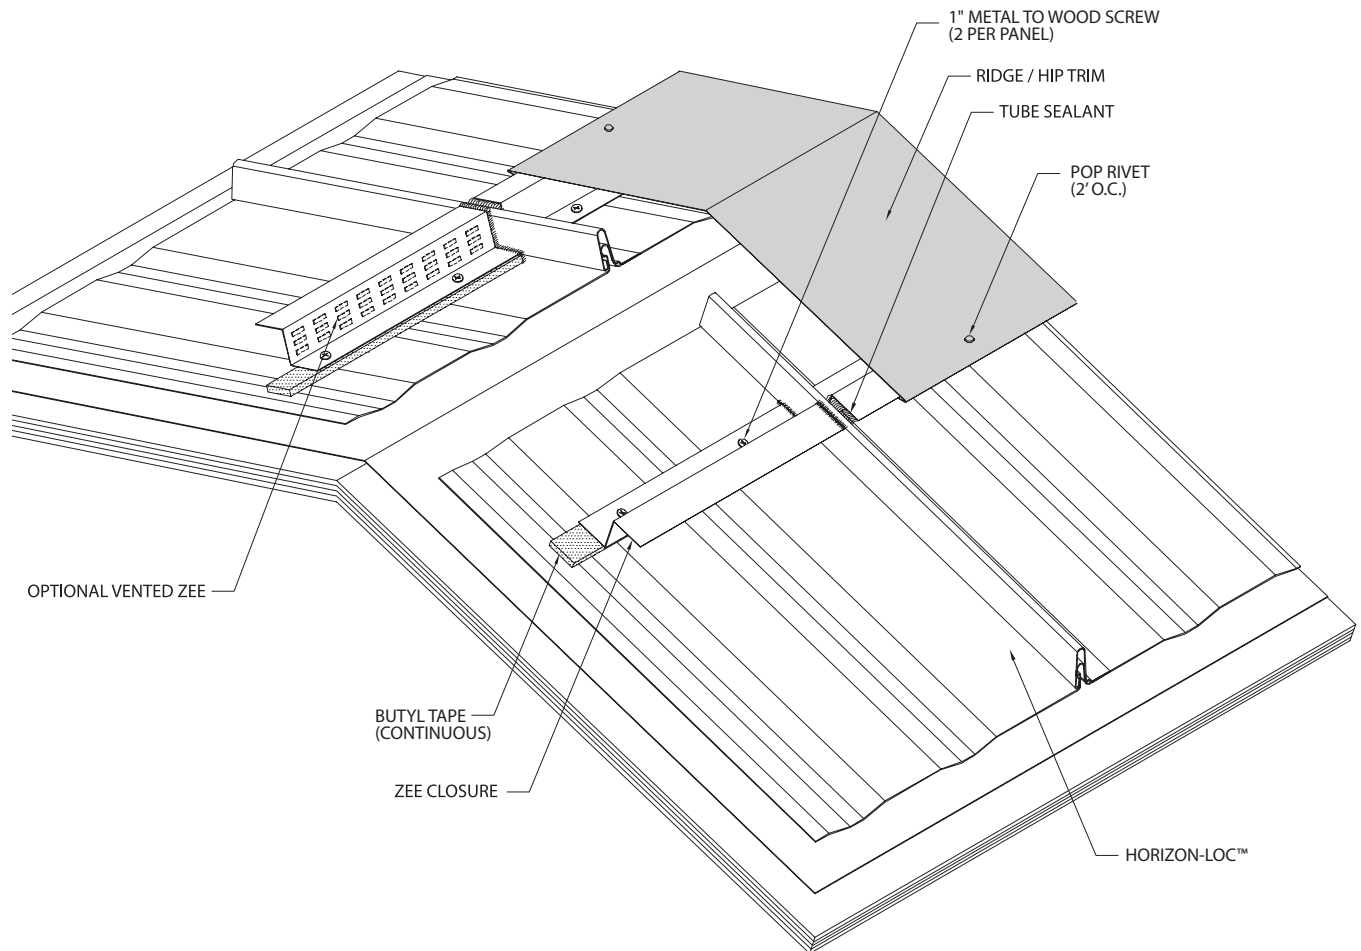 1" METAL TO WOOD SCREW
(2 PER PANEL)
RIDGE / HIP TRIM
TUBE SEALANT
POP RIVET
(2' O.C.)
OPTIONAL VENTED ZEE
BUTYL TAPE
(CONTINUOUS)
ZEE CLOSURE
HORIZON-LOC™